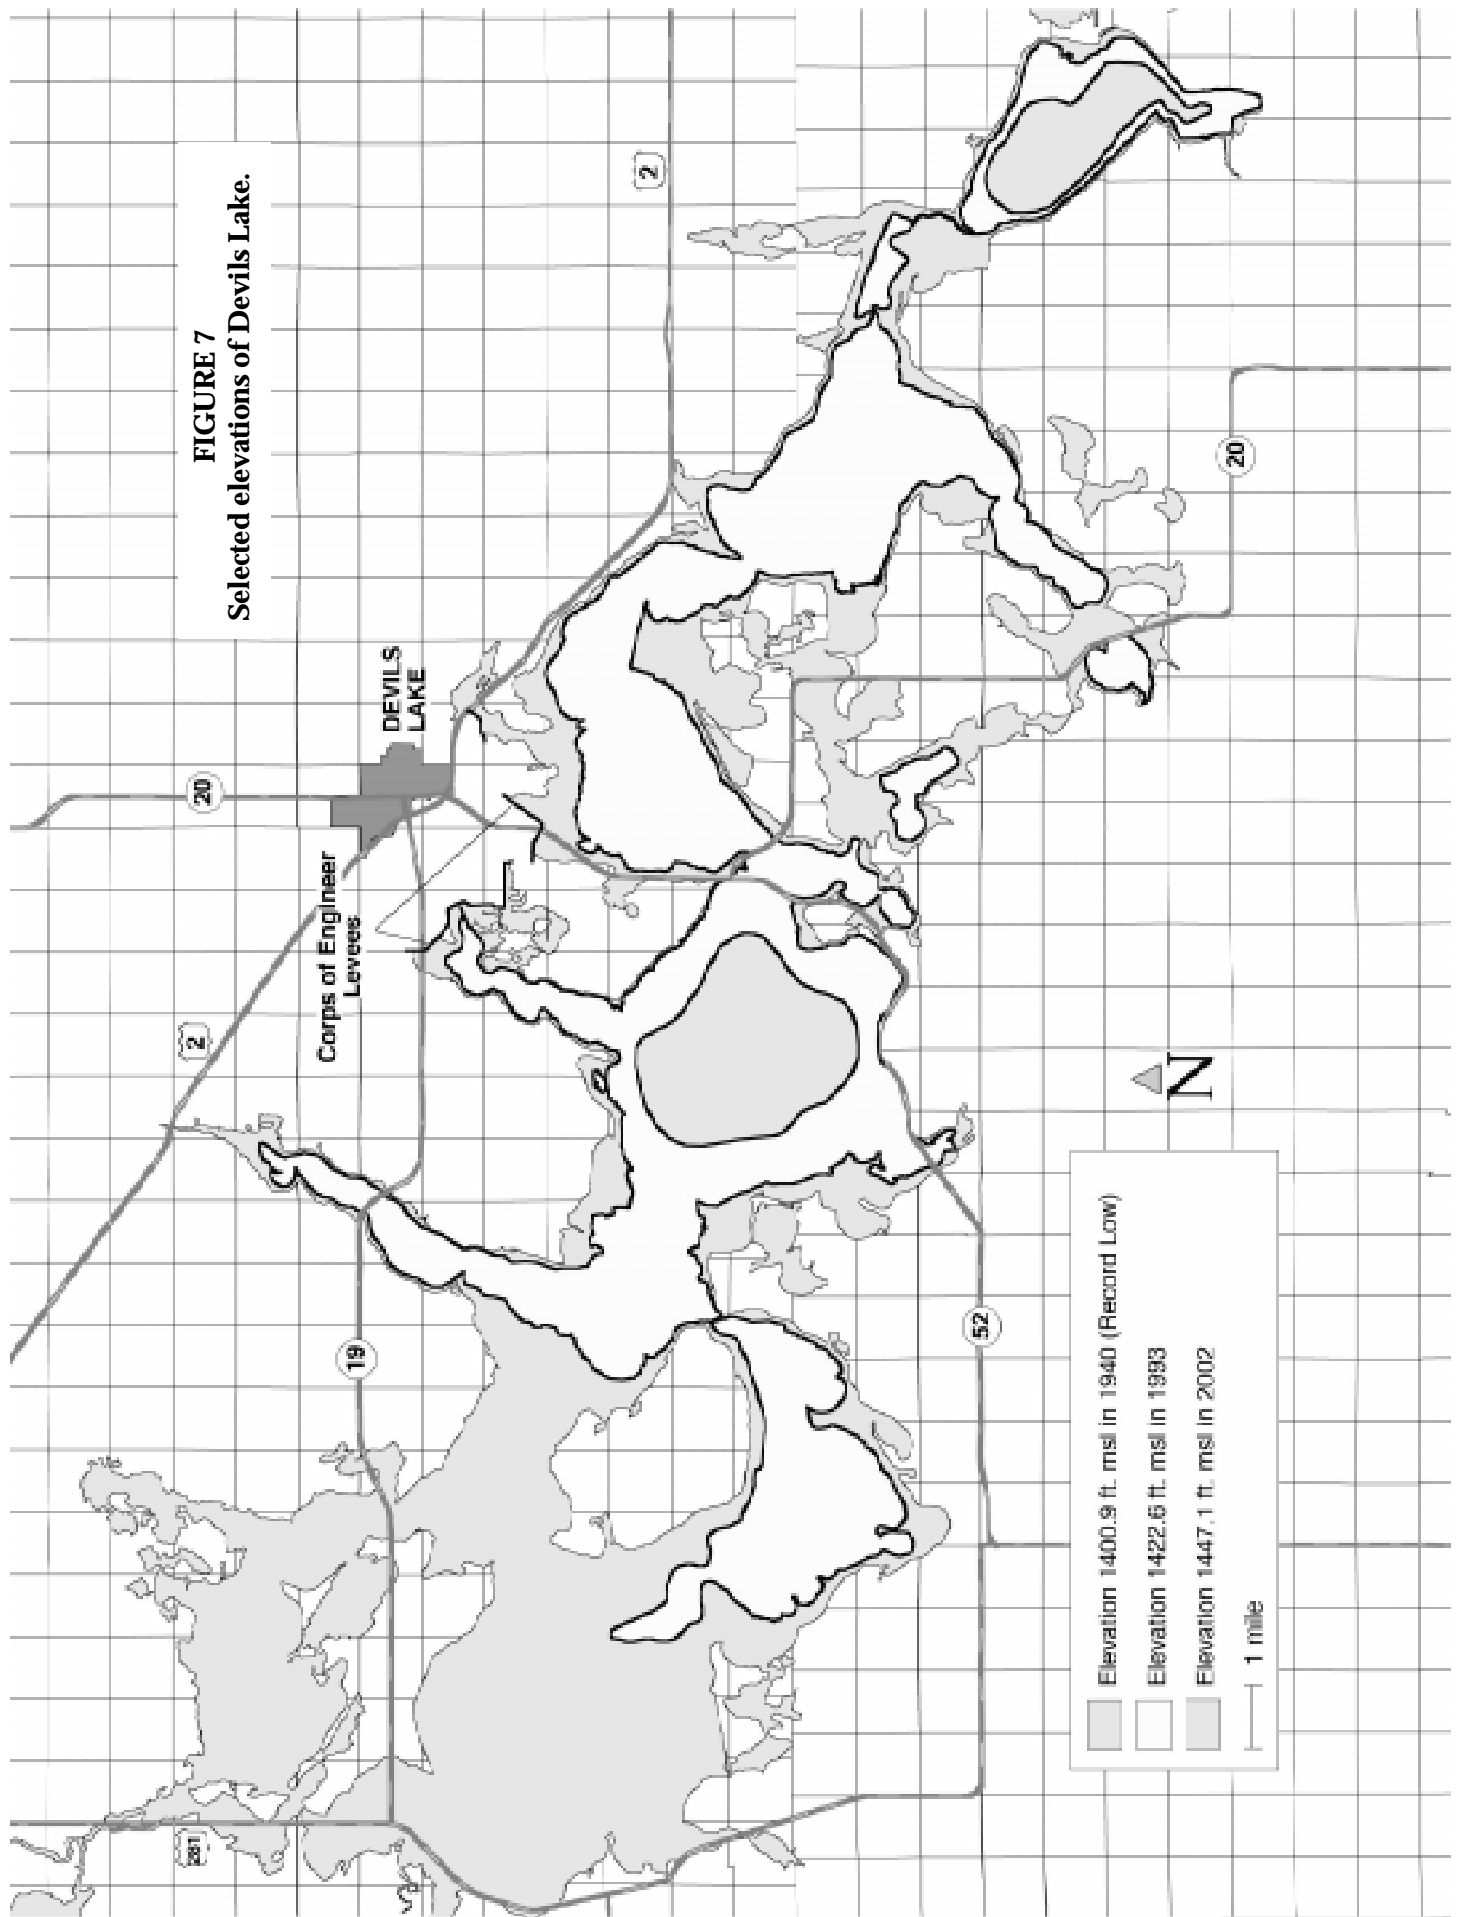 FIGURE 7
Selected elevations of Devils Lake.
2
20
DEVILS
LAKE
Corps of Engineer
Levees
2
19
281
20
52
N
Elevation 1400.9 ft. msl in 1940 (Record Low)
Elevation 1422.6 ft. msl in 1993
Elevation 1447.1 ft. msl in 2002
1 mile